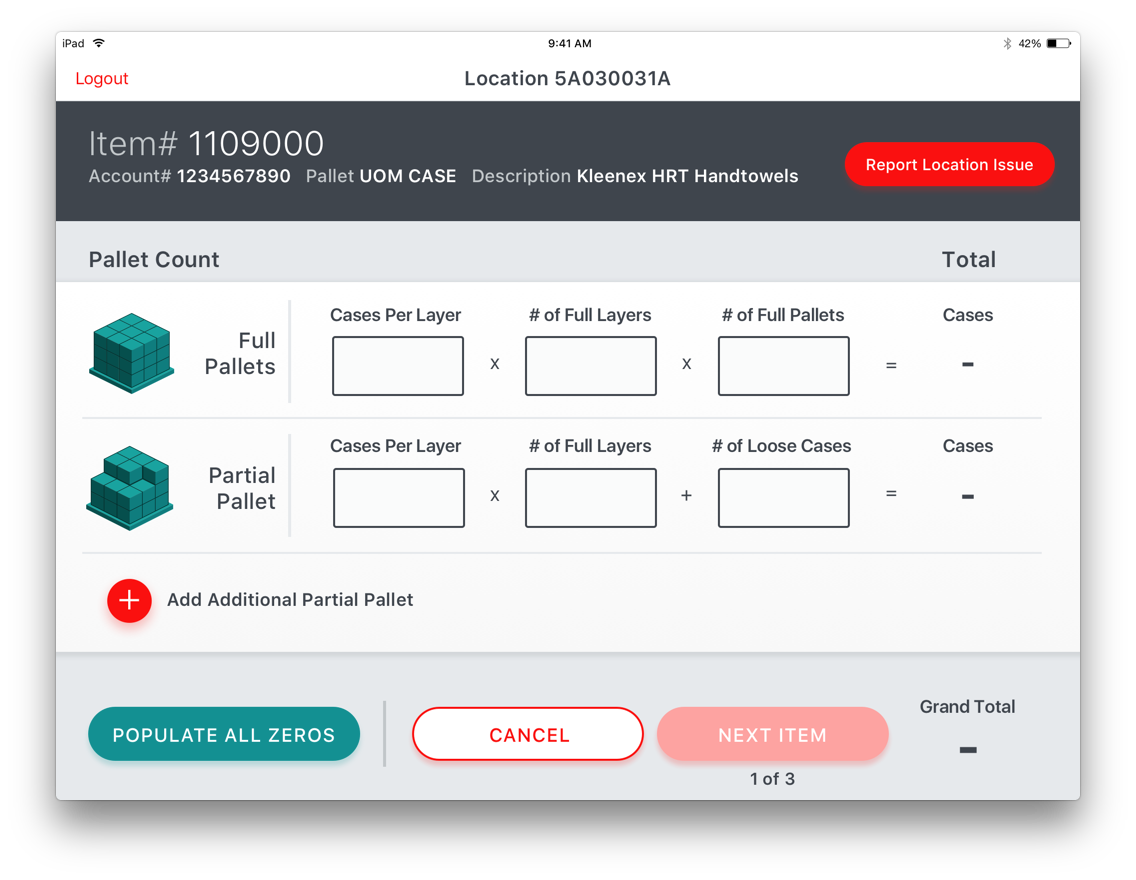 iPad 9:41 AM 42%
Logout Location 5A030031A
Item# 1109000
Account# 1234567890 Pallet UOM CASE Description Kleenex HRT Handtowels
Report Location Issue
Pallet Count Total
Full
Pallets
Cases Per Layer # of Full Layers # of Full Pallets Cases
x x = -
Partial
Pallet
Cases Per Layer # of Full Layers # of Loose Cases Cases
x + = -
+ Add Additional Partial Pallet
POPULATE ALL ZEROS CANCEL NEXT ITEM
1 of 3
Grand Total
-